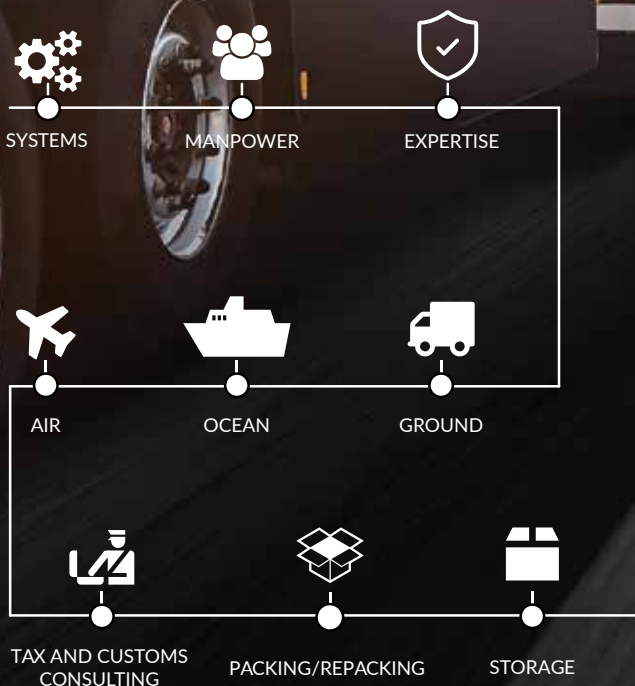 SYSTEMS
MANPOWER
EXPERTISE
AIR
OCEAN
GROUND
TAX AND CUSTOMS
CONSULTING
PACKING/REPACKING
STORAGE